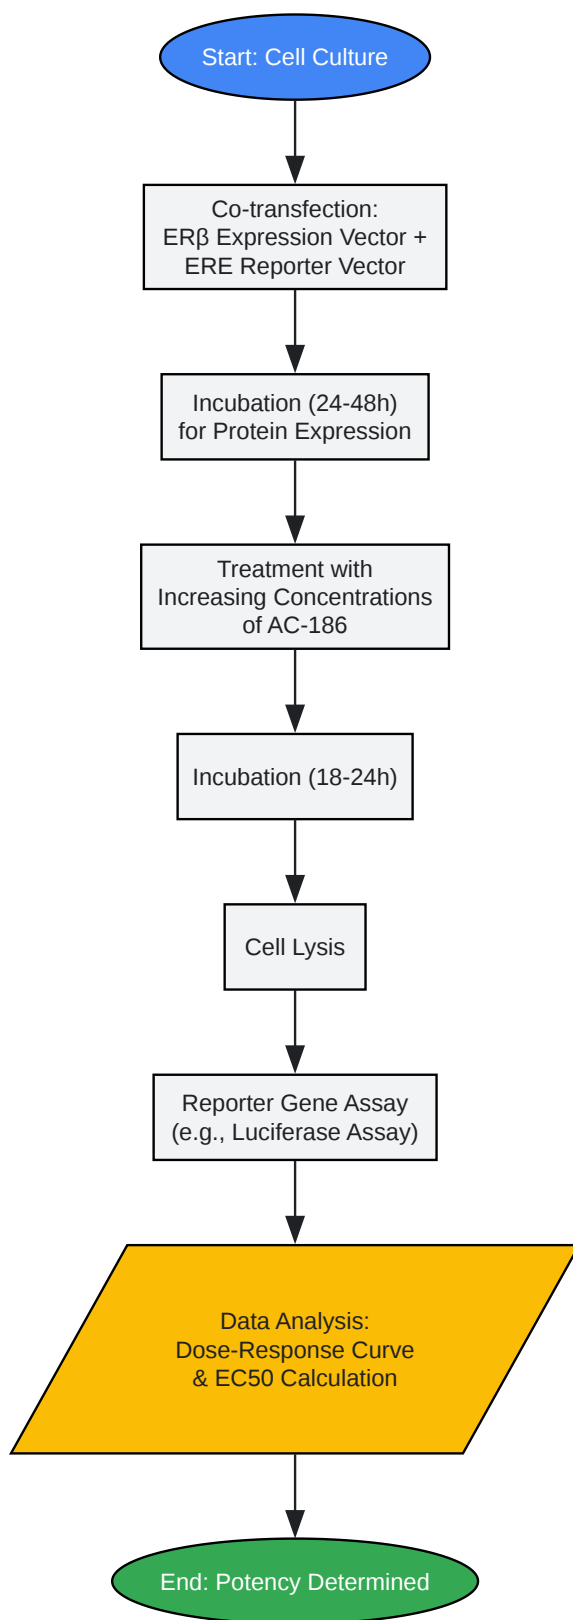 Start: Cell Culture
Co-transfection:
ERβ Expression Vector +
ERE Reporter Vector
Incubation (24-48h)
for Protein Expression
Treatment with
Increasing Concentrations
of AC-186
Incubation (18-24h)
Cell Lysis
Reporter Gene Assay
(e.g., Luciferase Assay)
Data Analysis:
Dose-Response Curve
& EC50 Calculation
End: Potency Determined